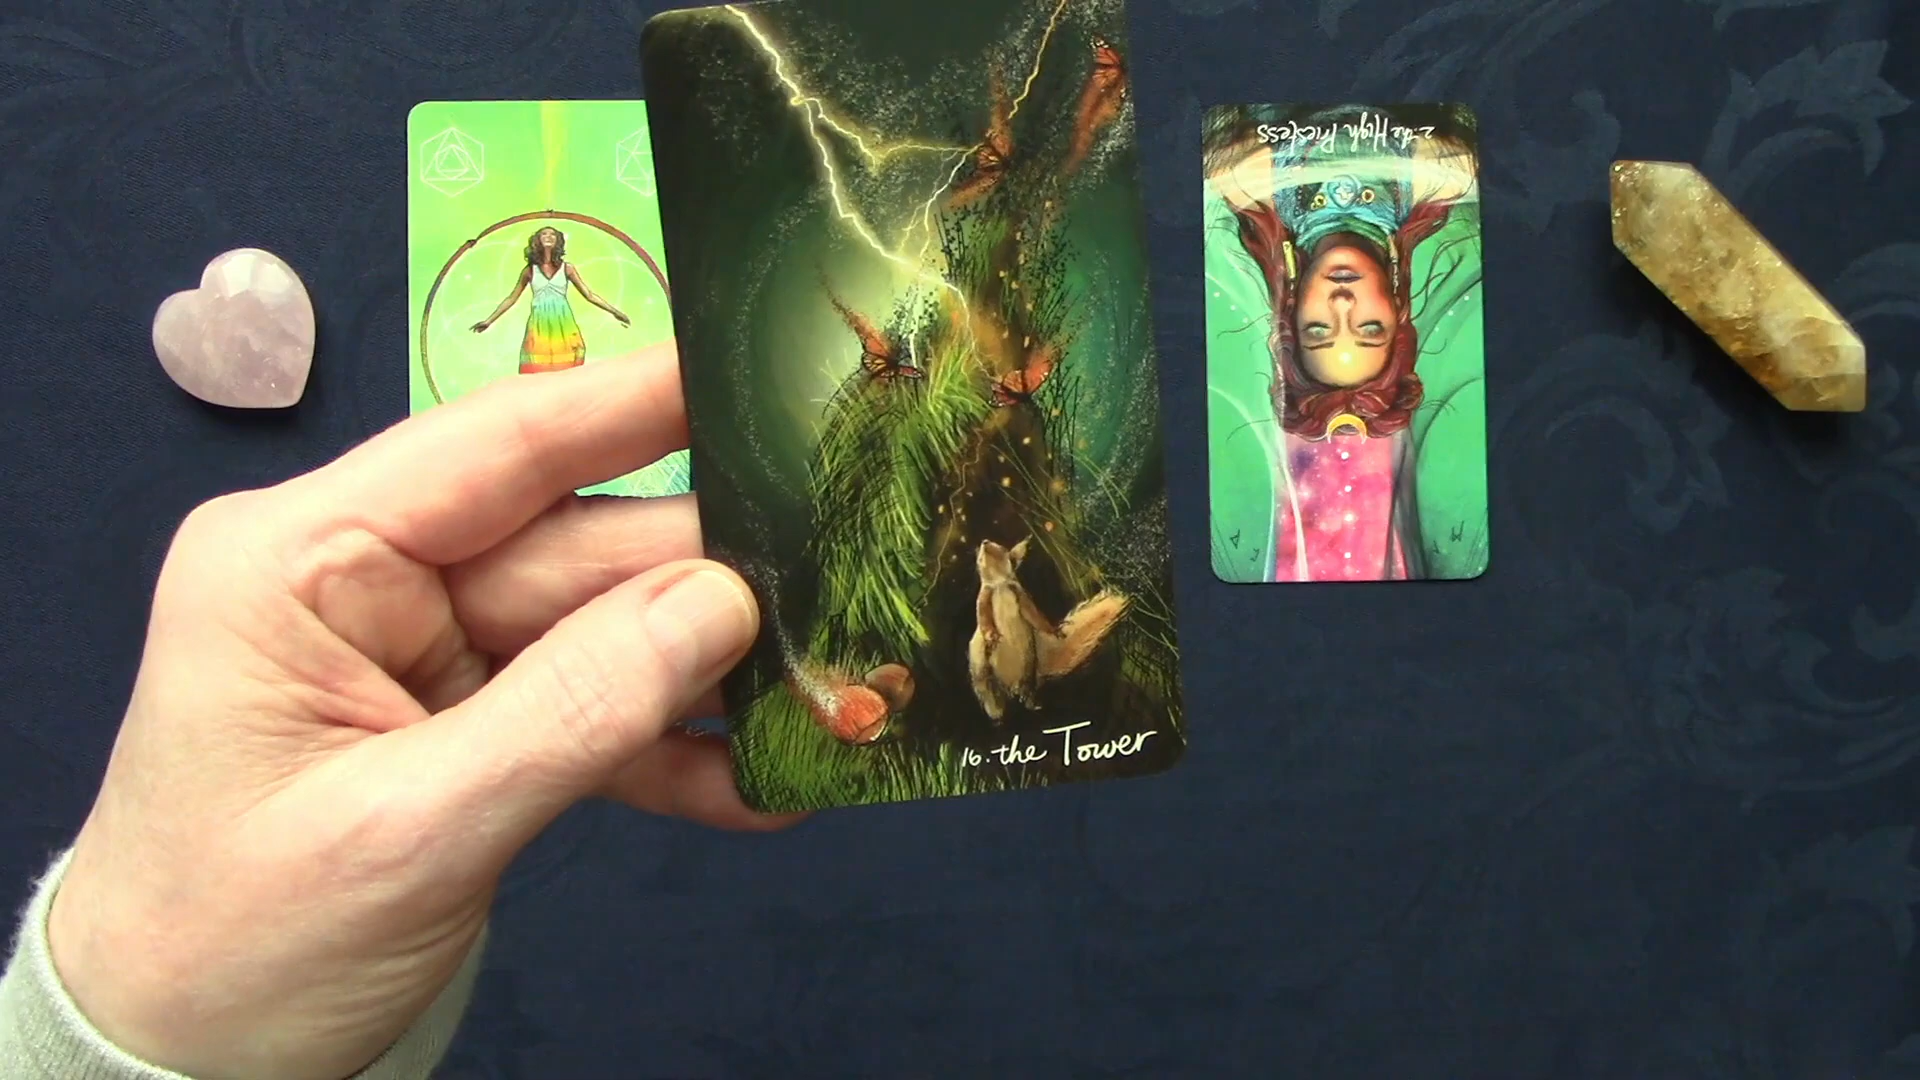 16. the Tower
2. the High Priestess